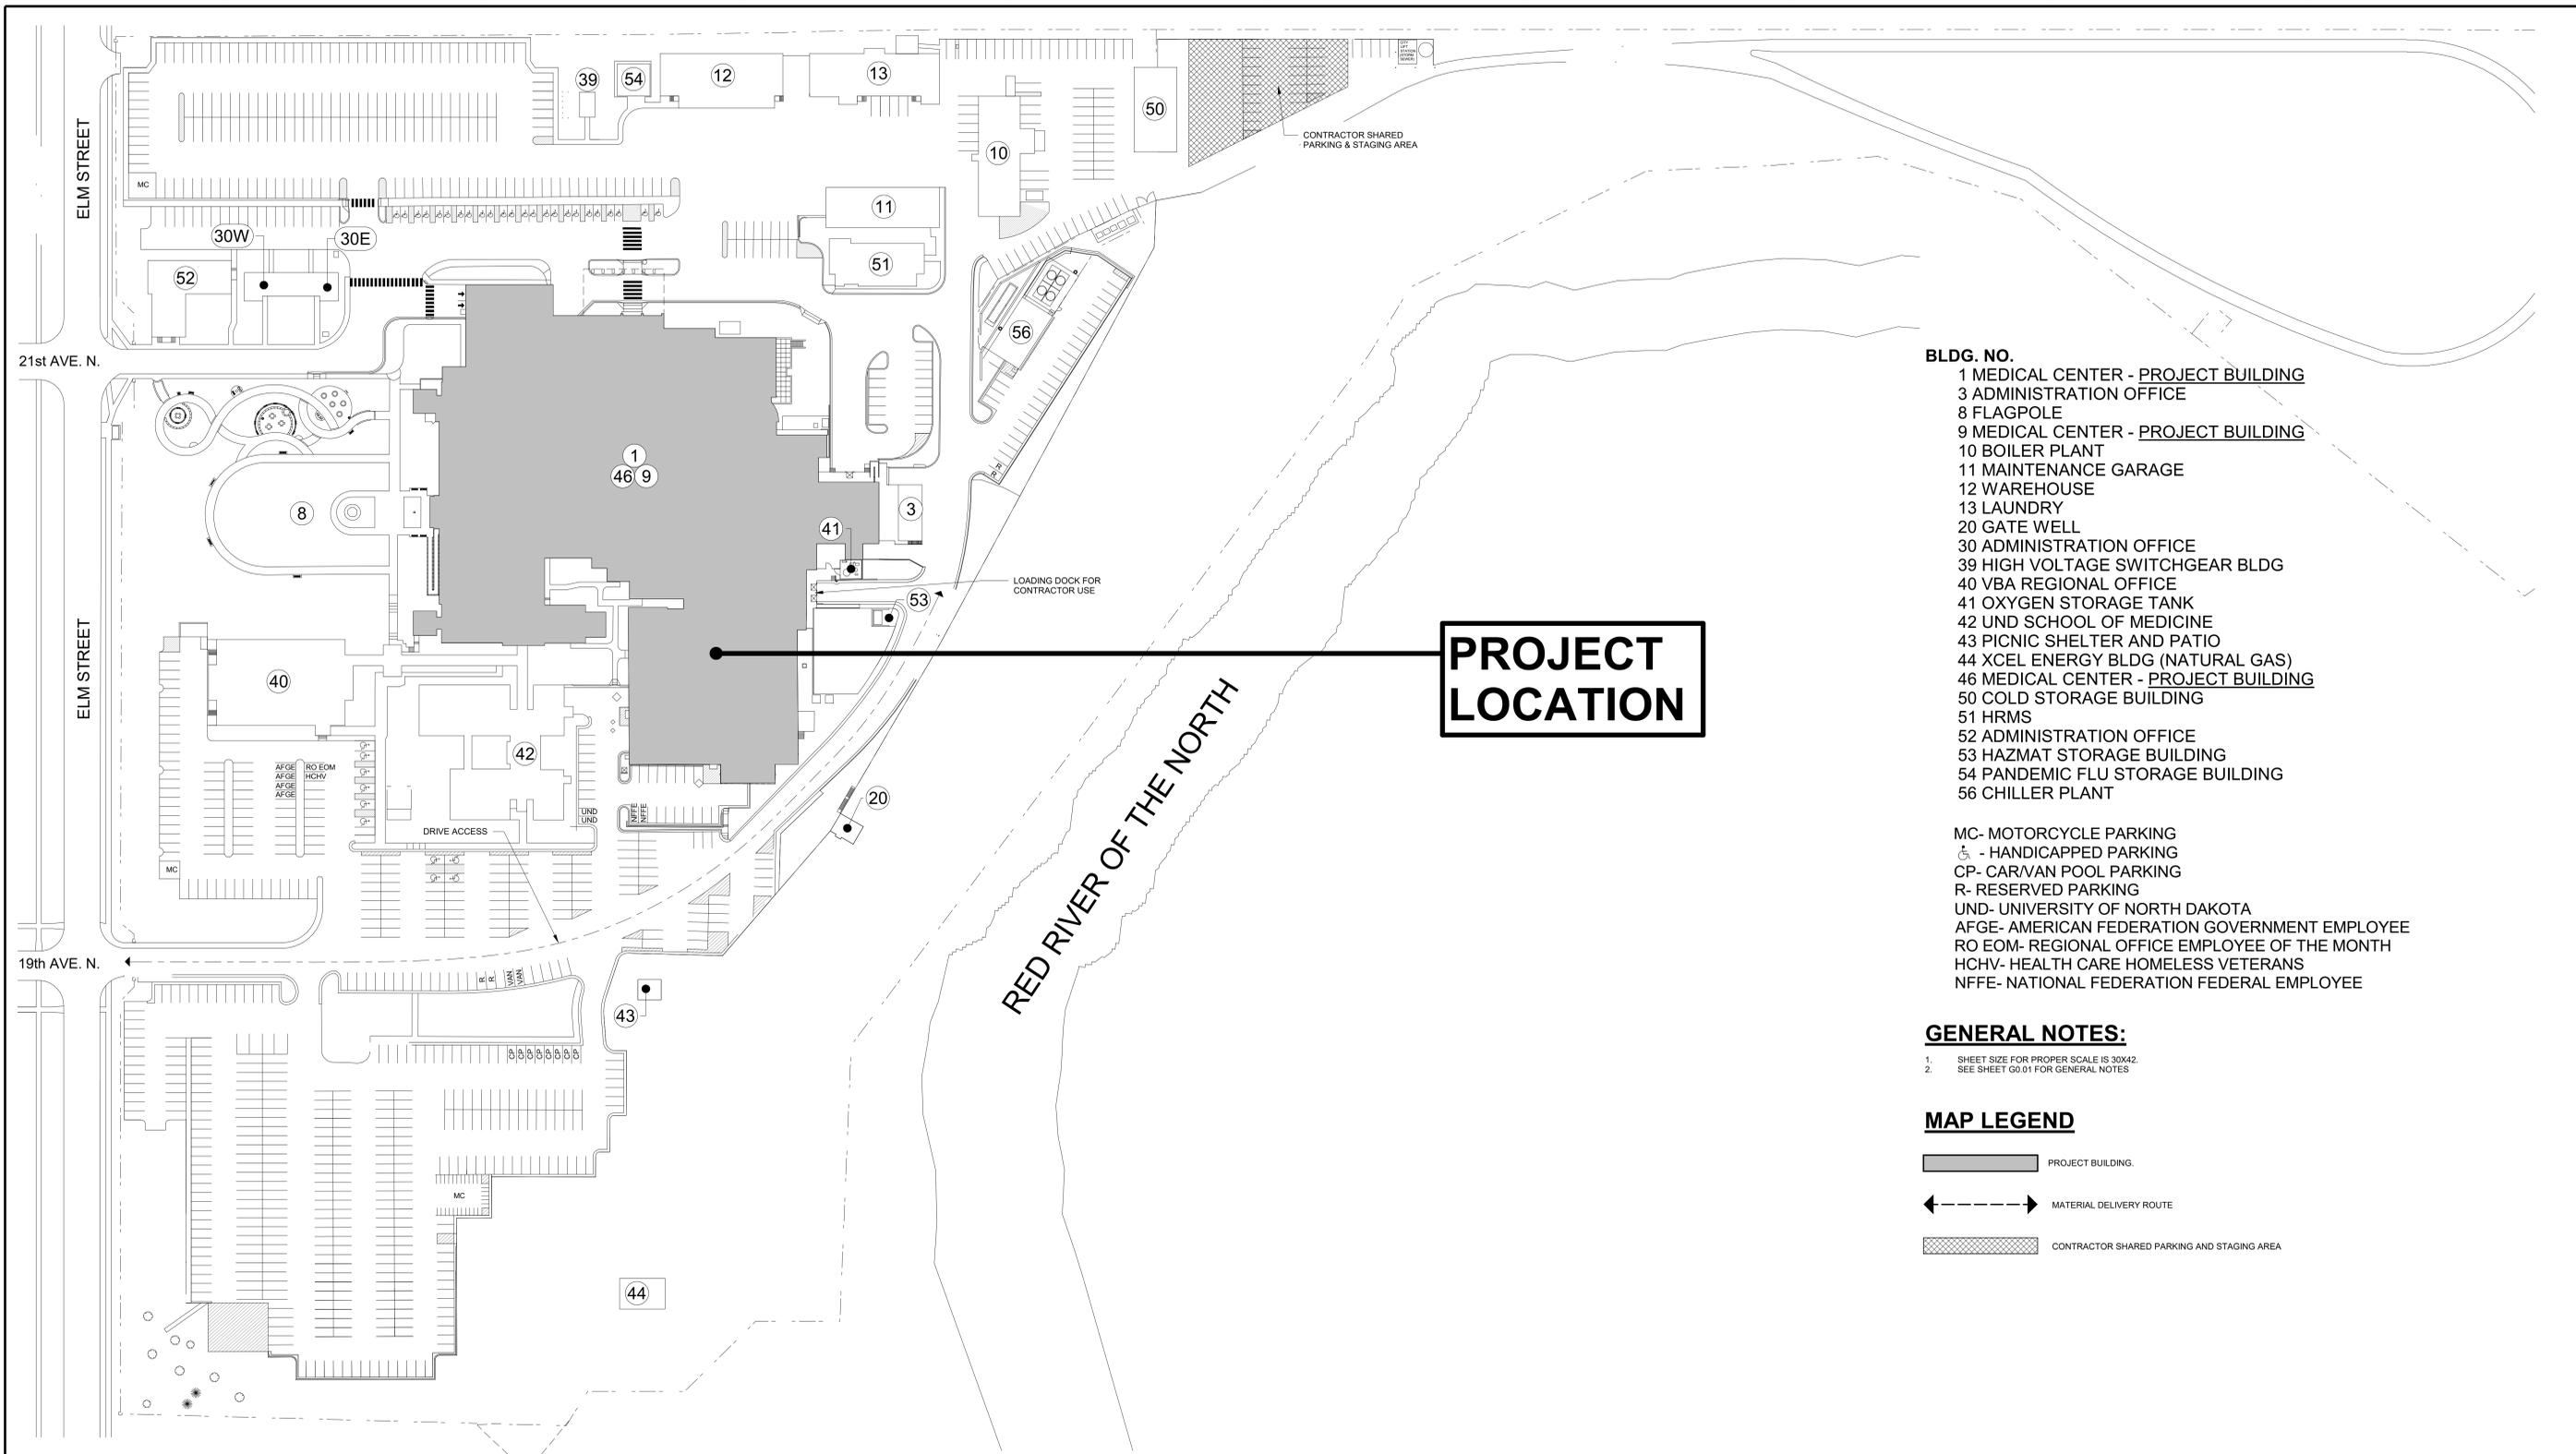 ELM STREET
MC
39
54
12
13
50
CITY
LIFT
STATION
10
CONTRACTOR SHARED
PARKING & STAGING AREA
30W
30E
11
51
52
56
21st AVE. N.
1
46
9
8
3
41
R
R
LOADING DOCK FOR
CONTRACTOR USE
53
PROJECT
LOCATION
ELM STREET
40
42
AFGE
RO EOM
AFGE
HCHV
AFGE
AFGE
UND
UND
NFFE
NFFE
20
DRIVE ACCESS
MC
RED RIVER OF THE NORTH
19th AVE. N.
R
R
VAN
VAN
43
CP
CP
CP
CP
CP
CP
CP
CP
MC
44
BLDG. NO.
1 MEDICAL CENTER - PROJECT BUILDING
3 ADMINISTRATION OFFICE
8 FLAGPOLE
9 MEDICAL CENTER - PROJECT BUILDING
10 BOILER PLANT
11 MAINTENANCE GARAGE
12 WAREHOUSE
13 LAUNDRY
20 GATE WELL
30 ADMINISTRATION OFFICE
39 HIGH VOLTAGE SWITCHGEAR BLDG
40 VBA REGIONAL OFFICE
41 OXYGEN STORAGE TANK
42 UND SCHOOL OF MEDICINE
43 PICNIC SHELTER AND PATIO
44 XCEL ENERGY BLDG (NATURAL GAS)
46 MEDICAL CENTER - PROJECT BUILDING
50 COLD STORAGE BUILDING
51 HRMS
52 ADMINISTRATION OFFICE
53 HAZMAT STORAGE BUILDING
54 PANDEMIC FLU STORAGE BUILDING
56 CHILLER PLANT
MC- MOTORCYCLE PARKING
- HANDICAPPED PARKING
CP- CAR/VAN POOL PARKING
R- RESERVED PARKING
UND- UNIVERSITY OF NORTH DAKOTA
AFGE- AMERICAN FEDERATION GOVERNMENT EMPLOYEE
RO EOM- REGIONAL OFFICE EMPLOYEE OF THE MONTH
HCHV- HEALTH CARE HOMELESS VETERANS
NFFE- NATIONAL FEDERATION FEDERAL EMPLOYEE
GENERAL NOTES:
1. SHEET SIZE FOR PROPER SCALE IS 30X42.
2. SEE SHEET G0.01 FOR GENERAL NOTES
MAP LEGEND
PROJECT BUILDING.
MATERIAL DELIVERY ROUTE
CONTRACTOR SHARED PARKING AND STAGING AREA